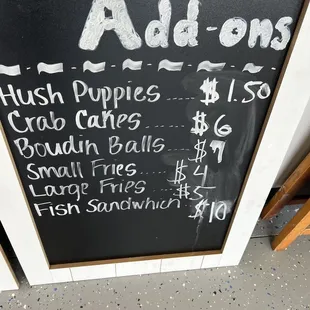 Add-ons
Hush Puppies ...... $1.50
Crab Cakes ...... $6
Boudin Balls ...... $7
Small Fries ...... $4
Large Fries ..... $5
Fish Sandwhich ... $10